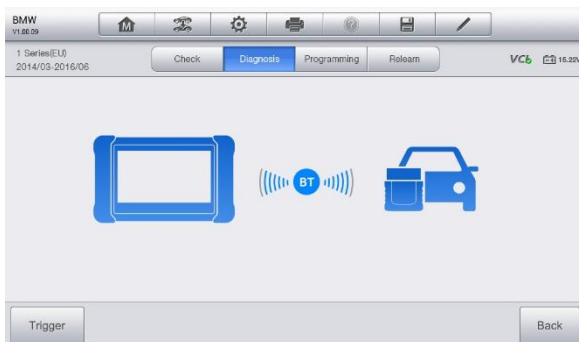 BMW
V1.00.09
M
1 Series(EU)
2014/03-2016/06
Check
Diagnosis
Programming
Relearn
VCb
15.22V
BT
Trigger
Back